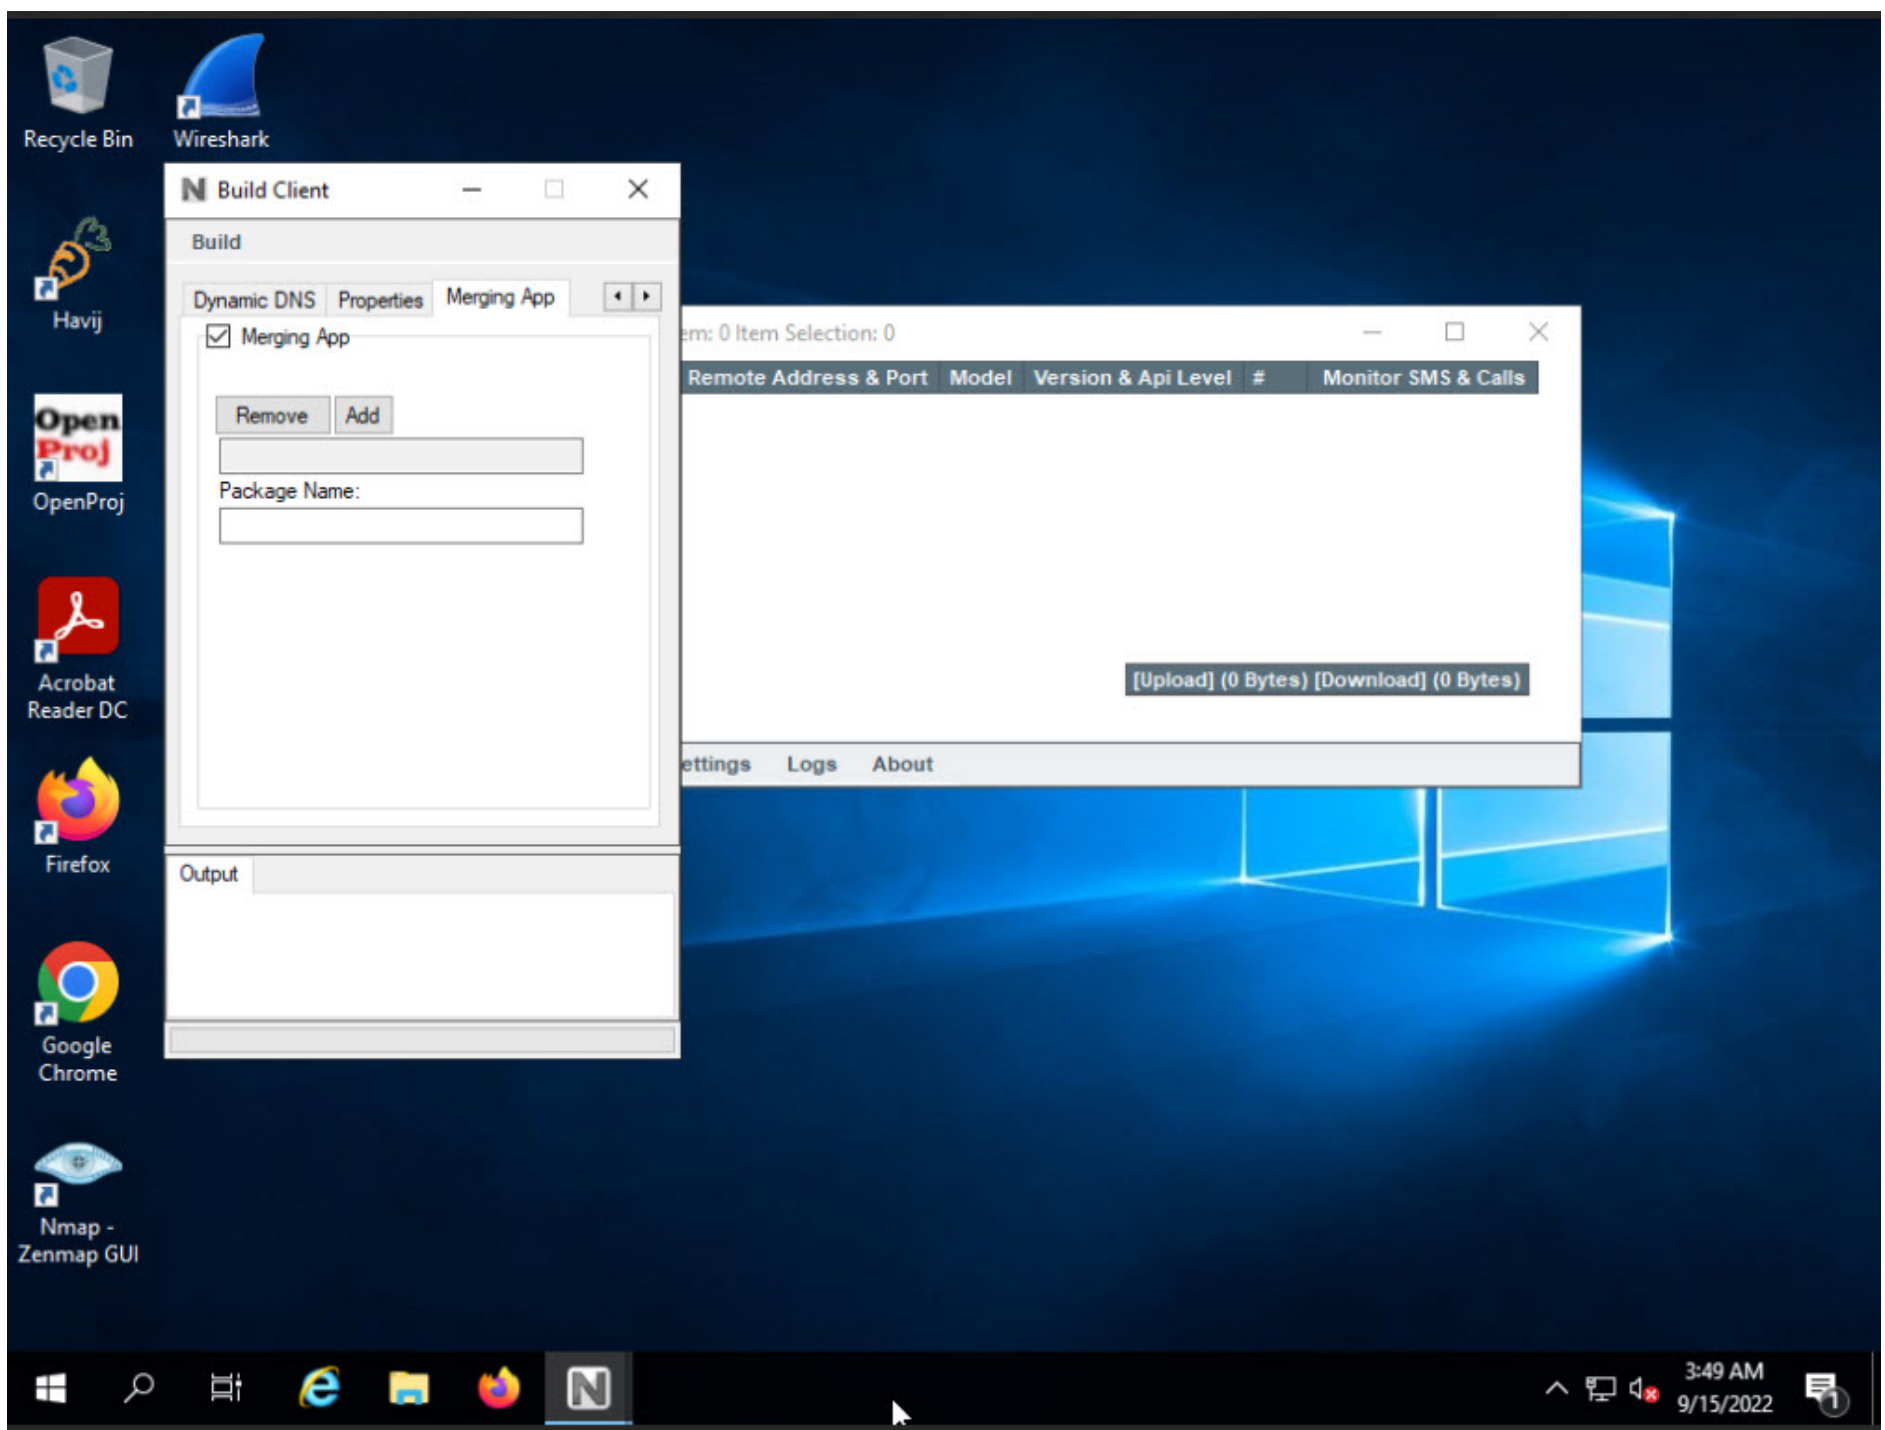 Recycle Bin
Wireshark
Havij
Open
Proj
OpenProj
Acrobat
Reader DC
Firefox
Google
Chrome
Nmap -
Zenmap GUI
N Build Client
Build
Dynamic DNS Properties Merging App
Merging App
Remove Add
Package Name:
Output
em: 0 Item Selection: 0
Remote Address & Port Model Version & Api Level # Monitor SMS & Calls
[Upload] (0 Bytes) [Download] (0 Bytes)
ettings Logs About
N
3:49 AM
9/15/2022
1